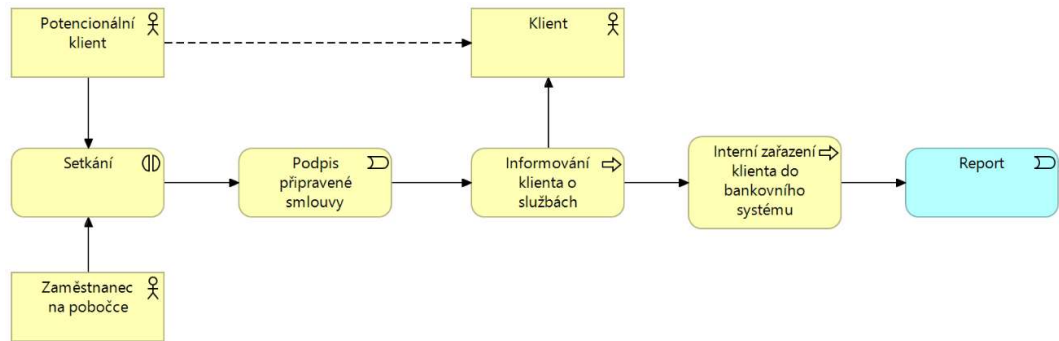 Potencionální
klient
Klient
Setkání
Podpis
připravené
smlouvy
Informování
klienta o
službách
Interní zařazení
klienta do
bankovního
systému
Report
Zaměstnanec
na pobočce